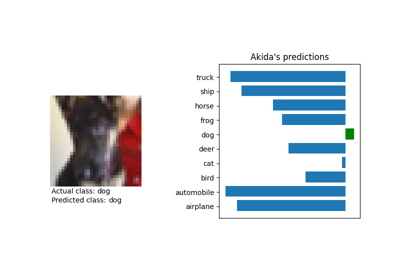 Akida's predictions
truck
ship
horse
frog
dog
deer
cat
bird
automobile
airplane
Actual class: dog
Predicted class: dog